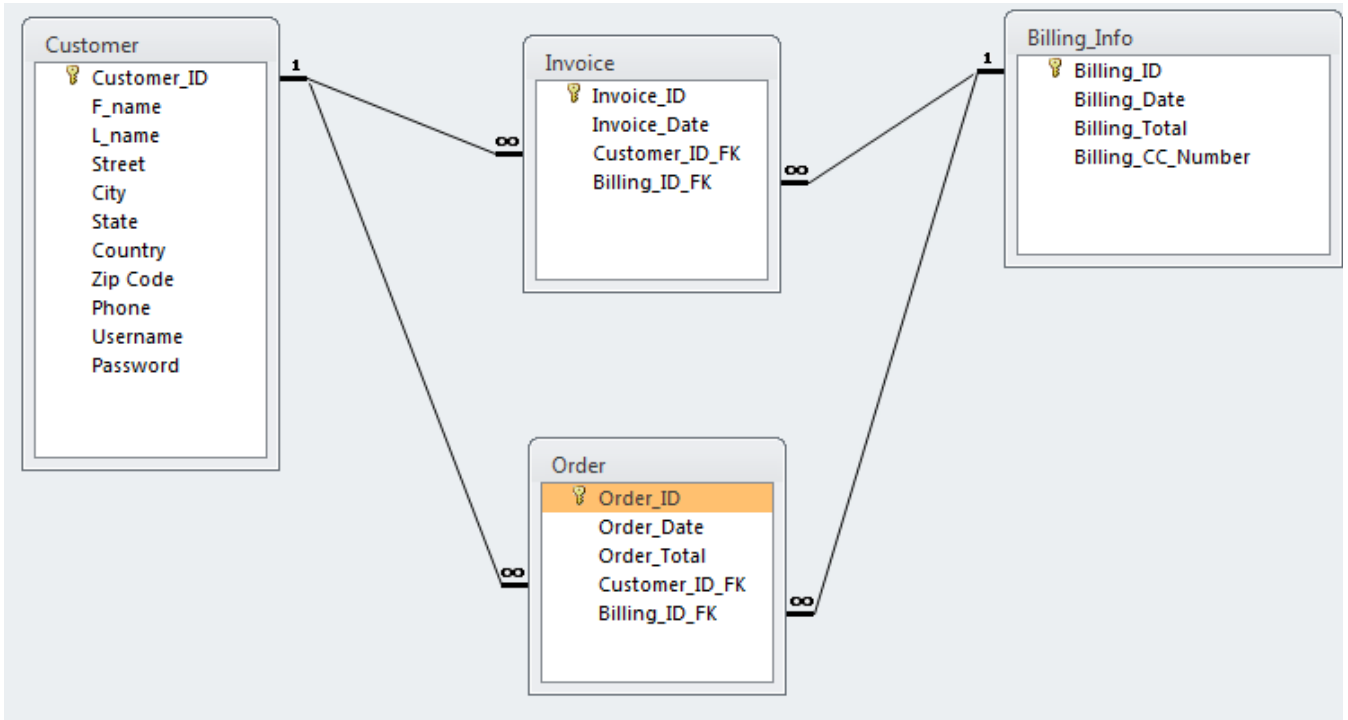 Customer
Customer_ID
F_name
L_name
Street
City
State
Country
Zip Code
Phone
Username
Password
1
∞
Invoice
Invoice_ID
Invoice_Date
Customer_ID_FK
Billing_ID_FK
∞
1
Billing_Info
Billing_ID
Billing_Date
Billing_Total
Billing_CC_Number
∞
Order
Order_ID
Order_Date
Order_Total
Customer_ID_FK
Billing_ID_FK
∞